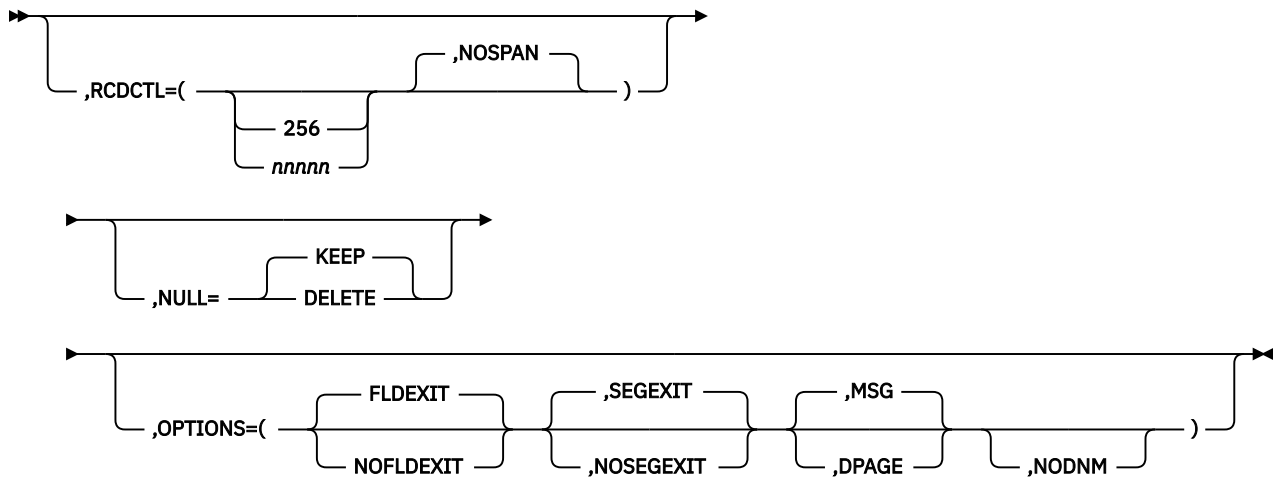 ,NOSPAN
,RCDCTL=( )
256
nnnnn
KEEP
,NULL= DELETE
FLDEXIT ,SEGEXIT ,MSG
,OPTIONS=( )
NOFLDEXIT ,NOSEGEXIT ,DPAGE ,NODNM